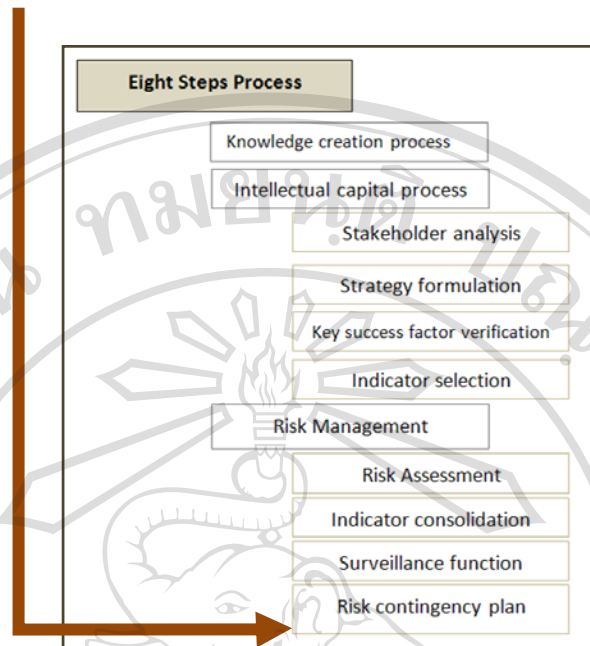 Eight Steps Process
Knowledge creation process
Intellectual capital process
Stakeholder analysis
Strategy formulation
Key success factor verification
Indicator selection
Risk Management
Risk Assessment
Indicator consolidation
Surveillance function
Risk contingency plan